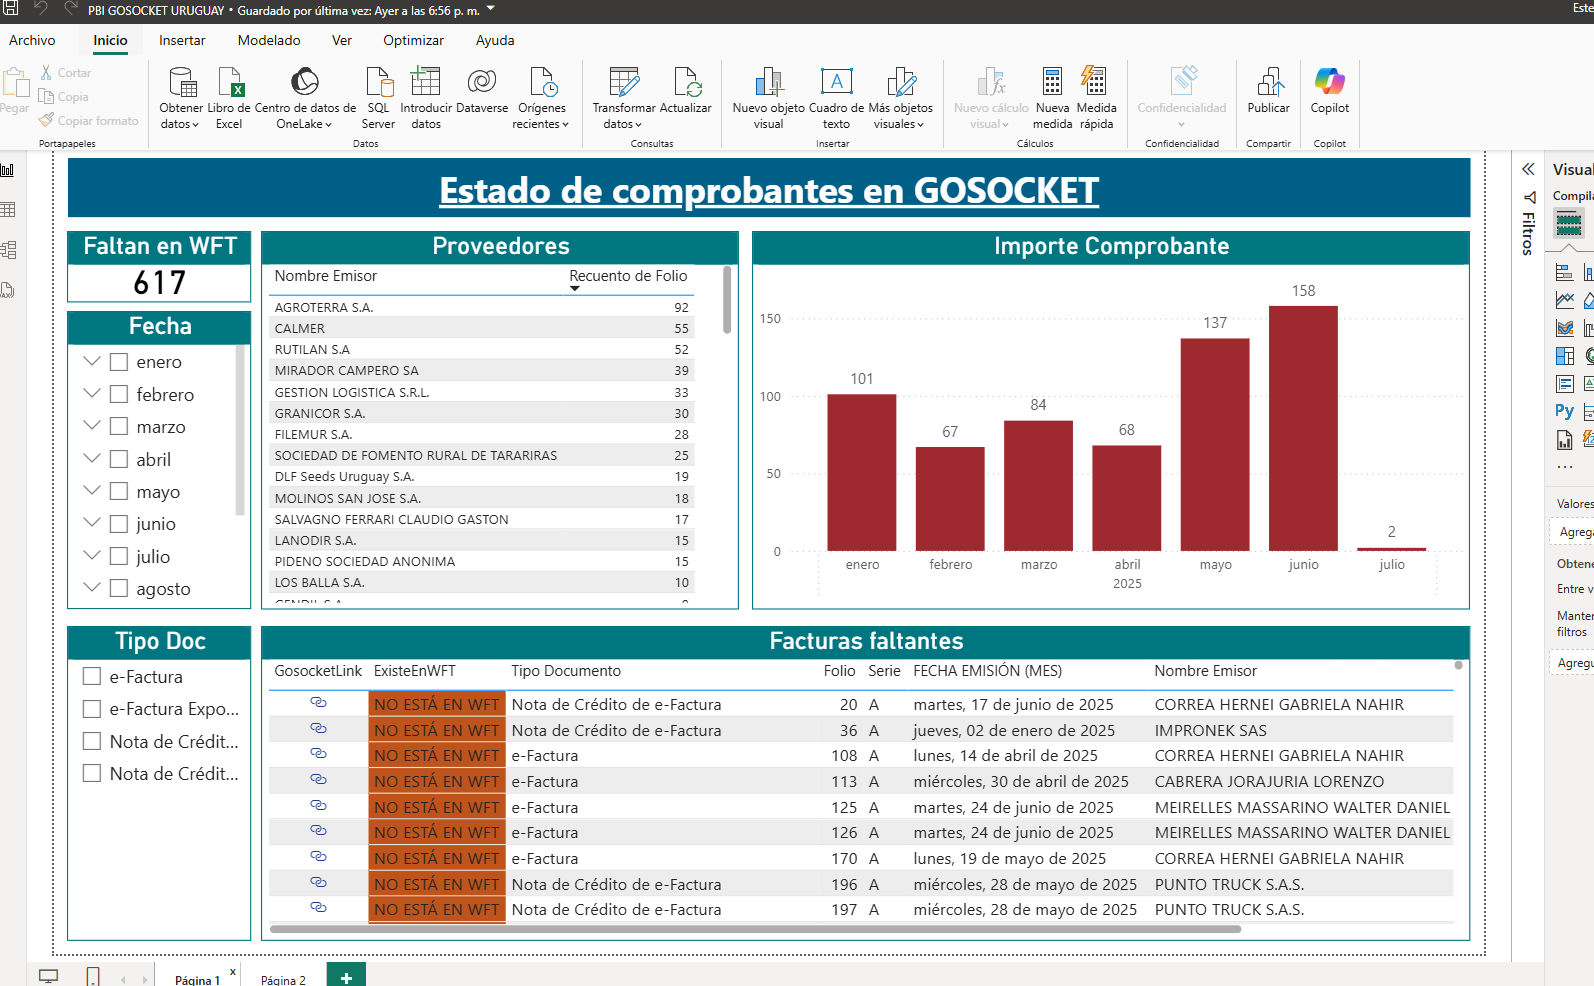 PBI GOSOCKET URUGUAY • Guardado por última vez: Ayer a las 6:56 p. m.
Archivo Inicio Insertar Modelado Ver Optimizar Ayuda
Pegar
Cortar
Copia
Copiar formato
Portapapeles
Obtener datos
Libro de Excel
Centro de datos de OneLake
SQL Server
Introducir datos
Dataverse
Orígenes recientes
Datos
Transformar datos
Actualizar
Consultas
Nuevo objeto visual
Cuadro de texto
Más objetos visuales
Insertar
Nuevo cálculo visual
Nueva medida
Medida rápida
Cálculos
Confidencialidad
Confidencialidad
Publicar
Compartir
Copilot
Copilot
Estado de comprobantes en GOSOCKET
Faltan en WFT
617
Fecha
enero
febrero
marzo
abril
mayo
junio
julio
agosto
Proveedores
Nombre Emisor Recuento de Folio
AGROTERRA S.A. 92
CALMER 55
RUTILAN S.A 52
MIRADOR CAMPERO SA 39
GESTION LOGISTICA S.R.L. 33
GRANICOR S.A. 30
FILEMUR S.A. 28
SOCIEDAD DE FOMENTO RURAL DE TARARIRAS 25
DLF Seeds Uruguay S.A. 19
MOLINOS SAN JOSE S.A. 18
SALVAGNO FERRARI CLAUDIO GASTON 17
LANODIR S.A. 15
PIDENO SOCIEDAD ANONIMA 15
LOS BALLA S.A. 10
Importe Comprobante
150
100
50
0
101
67
84
68
137
158
2
enero febrero marzo abril mayo junio julio
2025
Tipo Doc
e-Factura
e-Factura Expo...
Nota de Crédit...
Nota de Crédit...
Facturas faltantes
GosocketLink ExisteEnWFT Tipo Documento Folio Serie FECHA EMISIÓN (MES) Nombre Emisor
NO ESTÁ EN WFT Nota de Crédito de e-Factura 20 A martes, 17 de junio de 2025 CORREA HERNEI GABRIELA NAHIR
NO ESTÁ EN WFT Nota de Crédito de e-Factura 36 A jueves, 02 de enero de 2025 IMPRONEK SAS
NO ESTÁ EN WFT e-Factura 108 A lunes, 14 de abril de 2025 CORREA HERNEI GABRIELA NAHIR
NO ESTÁ EN WFT e-Factura 113 A miércoles, 30 de abril de 2025 CABRERA JORAJURIA LORENZO
NO ESTÁ EN WFT e-Factura 125 A martes, 24 de junio de 2025 MEIRELLES MASSARINO WALTER DANIEL
NO ESTÁ EN WFT e-Factura 126 A martes, 24 de junio de 2025 MEIRELLES MASSARINO WALTER DANIEL
NO ESTÁ EN WFT e-Factura 170 A lunes, 19 de mayo de 2025 CORREA HERNEI GABRIELA NAHIR
NO ESTÁ EN WFT Nota de Crédito de e-Factura 196 A miércoles, 28 de mayo de 2025 PUNTO TRUCK S.A.S.
NO ESTÁ EN WFT Nota de Crédito de e-Factura 197 A miércoles, 28 de mayo de 2025 PUNTO TRUCK S.A.S.
Filtros
Py
Valores
Entre
filtros
Página 1 x Página 2 +